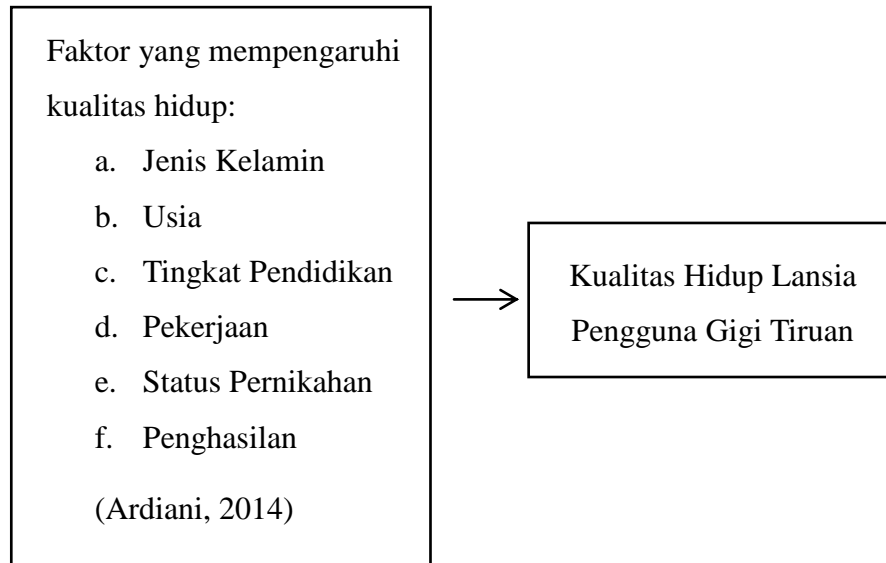 Faktor yang mempengaruhi
kualitas hidup:
a. Jenis Kelamin
b. Usia
c. Tingkat Pendidikan
d. Pekerjaan
e. Status Pernikahan
f. Penghasilan
(Ardiani, 2014)
Kualitas Hidup Lansia
Pengguna Gigi Tiruan